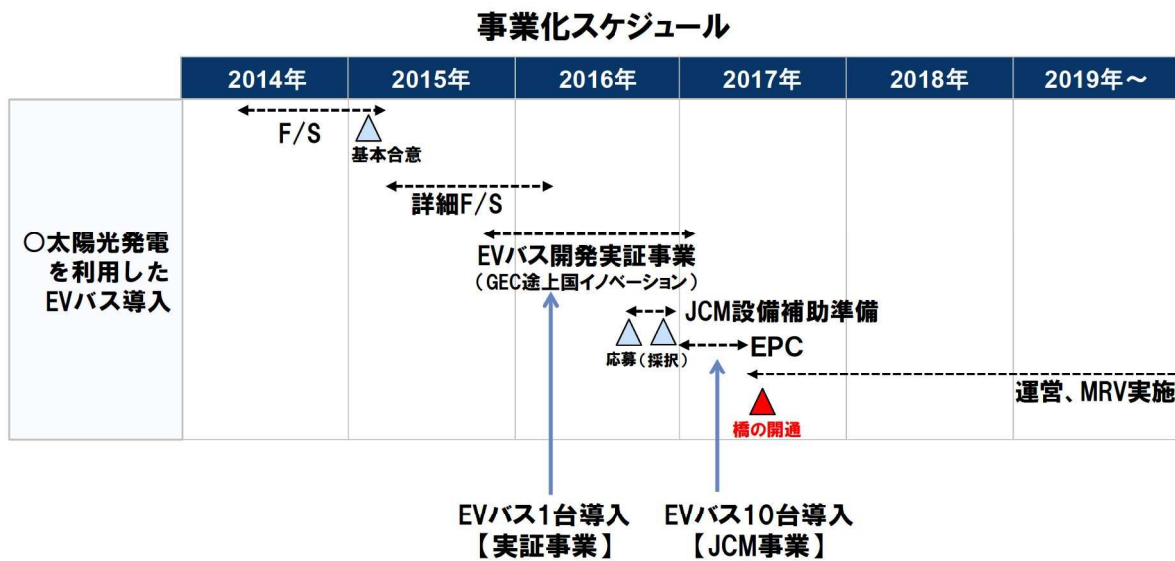 事業化スケジュール
2014年
2015年
2016年
2017年
2018年
2019年～
○太陽光発電
を利用した
EVバス導入
F/S
基本合意
詳細F/S
EVバス開発実証事業
(GEC途上国イノベーション)
JCM設備補助準備
応募(採択)
EPC
運営、MRV実施
橋の開通
EVバス1台導入
【実証事業】
EVバス10台導入
【JCM事業】